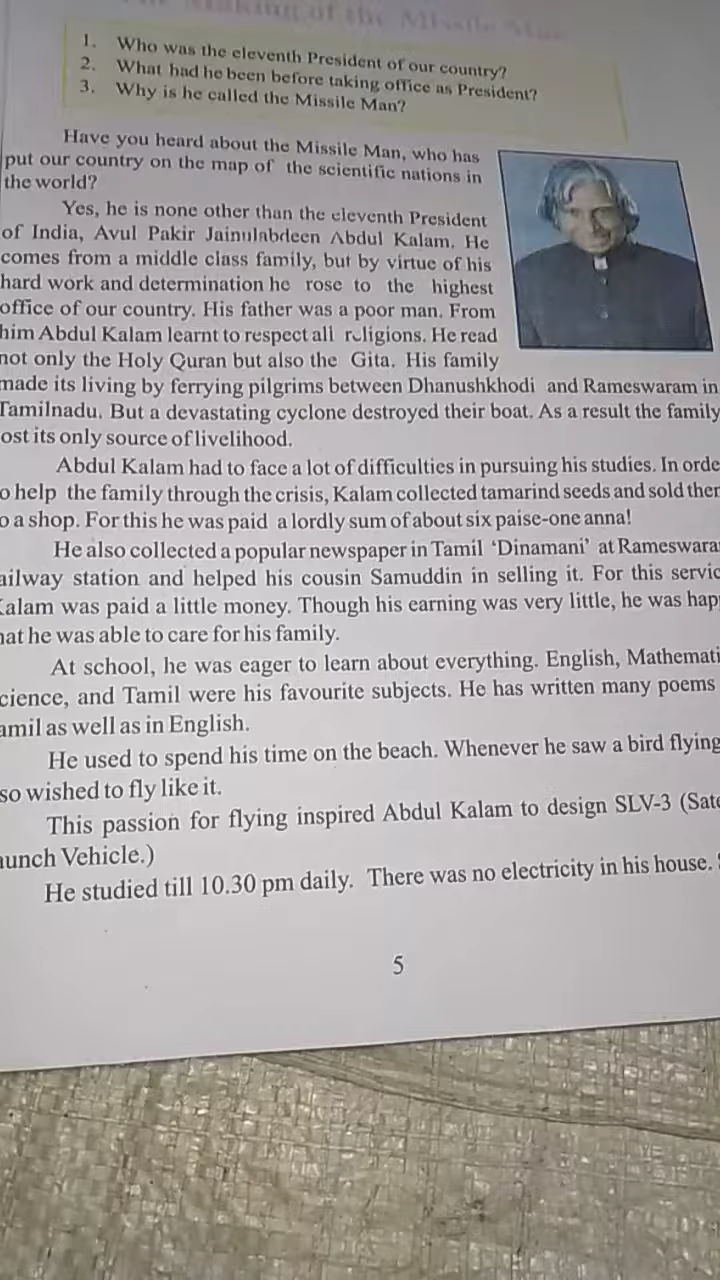 Making of the Missile Man
1. Who was the eleventh President of our country?
2. What had he been before taking office as President?
3. Why is he called the Missile Man?
Have you heard about the Missile Man, who has
put our country on the map of the scientific nations in
the world?
Yes, he is none other than the eleventh President
of India, Avul Pakir Jainulabdeen Abdul Kalam. He
comes from a middle class family, but by virtue of his
hard work and determination he rose to the highest
office of our country. His father was a poor man. From
him Abdul Kalam learnt to respect all religions. He read
not only the Holy Quran but also the Gita. His family
made its living by ferrying pilgrims between Dhanushkhodi and Rameswaram in
Tamilnadu. But a devastating cyclone destroyed their boat. As a result the family
ost its only source of livelihood.
Abdul Kalam had to face a lot of difficulties in pursuing his studies. In orde
o help the family through the crisis, Kalam collected tamarind seeds and sold ther
o a shop. For this he was paid a lordly sum of about six paise-one anna!
He also collected a popular newspaper in Tamil ‘Dinamani’ at Rameswara
ailway station and helped his cousin Samuddin in selling it. For this servic
Kalam was paid a little money. Though his earning was very little, he was hap
hat he was able to care for his family.
At school, he was eager to learn about everything. English, Mathemati
cience, and Tamil were his favourite subjects. He has written many poems
amil as well as in English.
He used to spend his time on the beach. Whenever he saw a bird flying
so wished to fly like it.
This passion for flying inspired Abdul Kalam to design SLV-3 (Sate
aunch Vehicle.)
He studied till 10.30 pm daily. There was no electricity in his house.
5